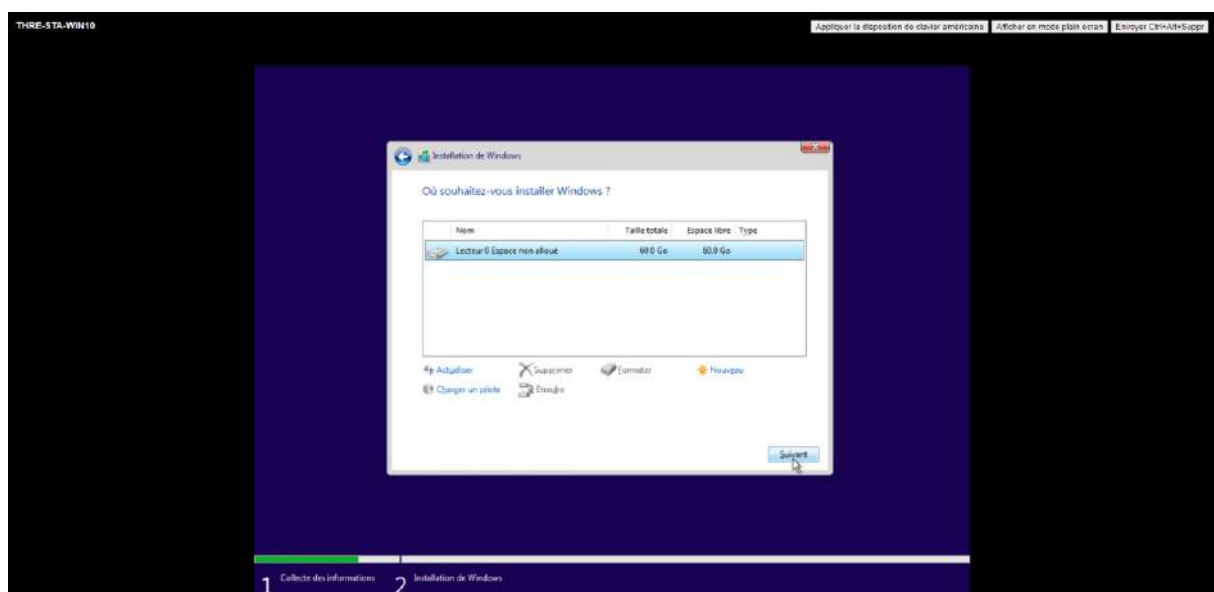 THRE-STA-WIN10
Appliquer la disposition de clavier américaine Afficher en mode plein écran Envoyer Ctrl+Alt+Suppr
Installation de Windows
Où souhaitez-vous installer Windows ?
Nom Taille totale Espace libre Type
Lecteur 0 Espace non alloué 60.0 Go 60.0 Go
Actualiser Supprimer Formater Nouveau
Charger un pilote Étendre
Suivant
1 Collecte des informations 2 Installation de Windows